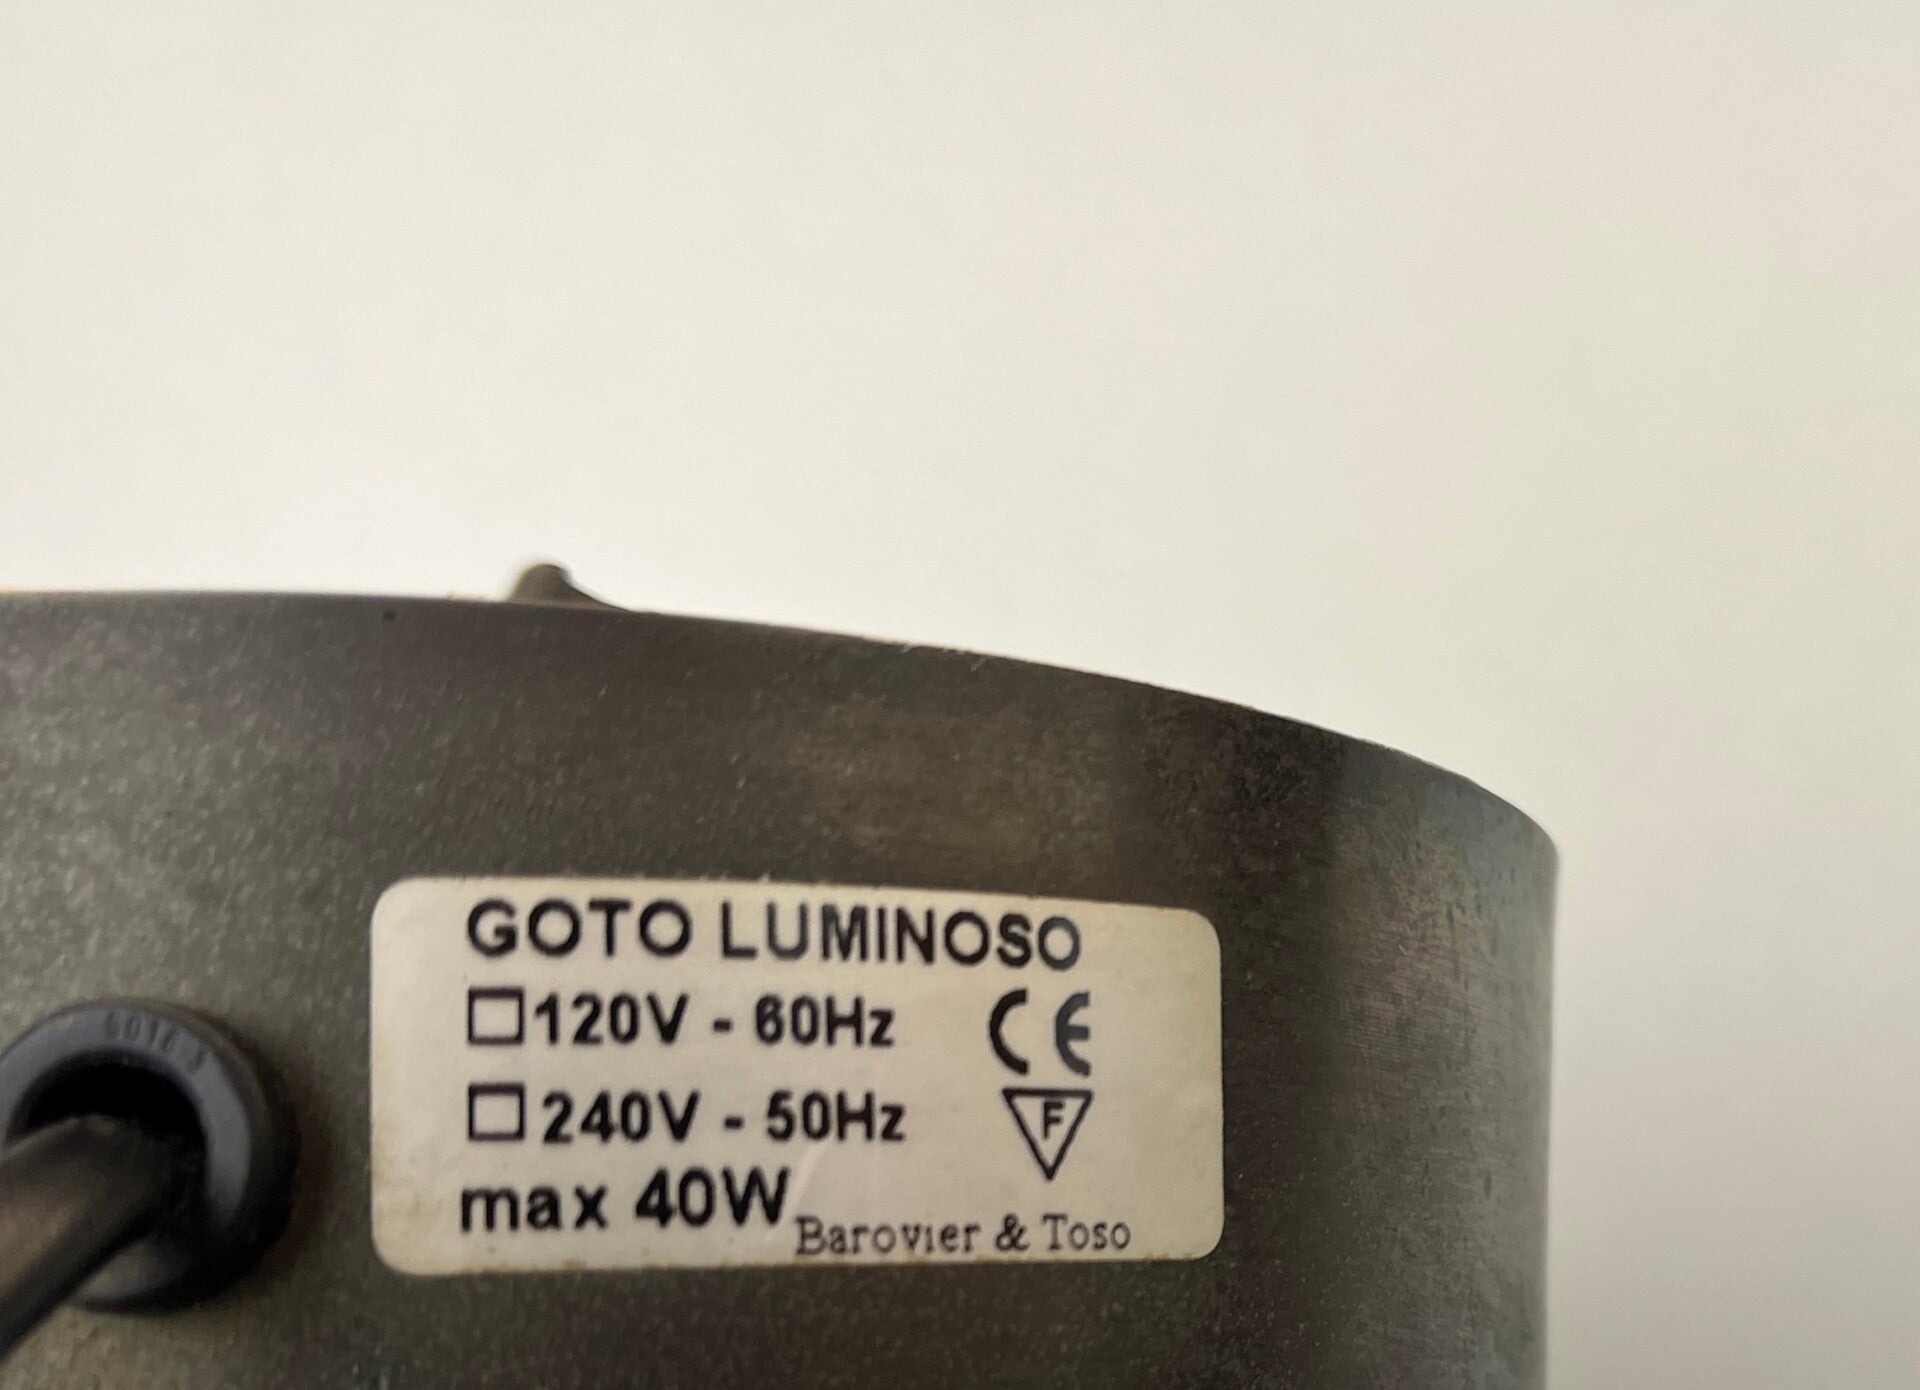 GOTO LUMINOSO
120V - 60Hz CE
240V - 50Hz F
max 40W
Barovier & Toso